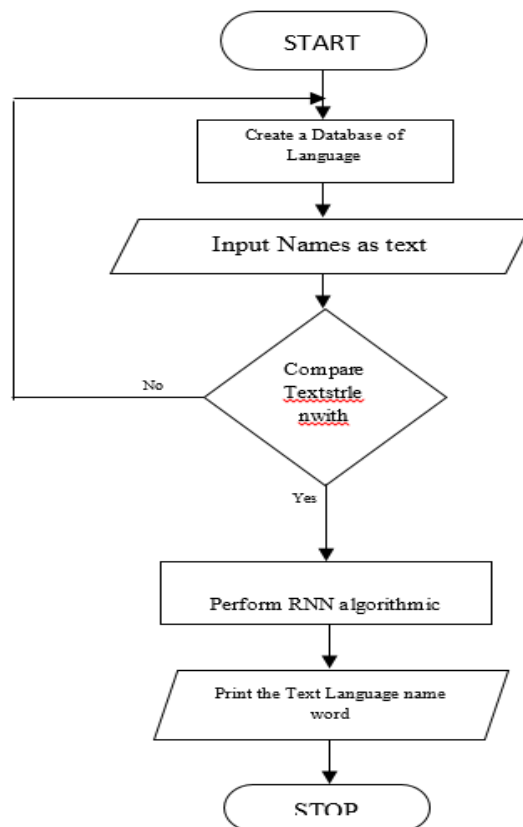 START
Create a Database of
Language
Input Names as text
Compare
Textstrle
nwith
No
Yes
Perform RNN algorithmic
Print the Text Language name
word
STOP